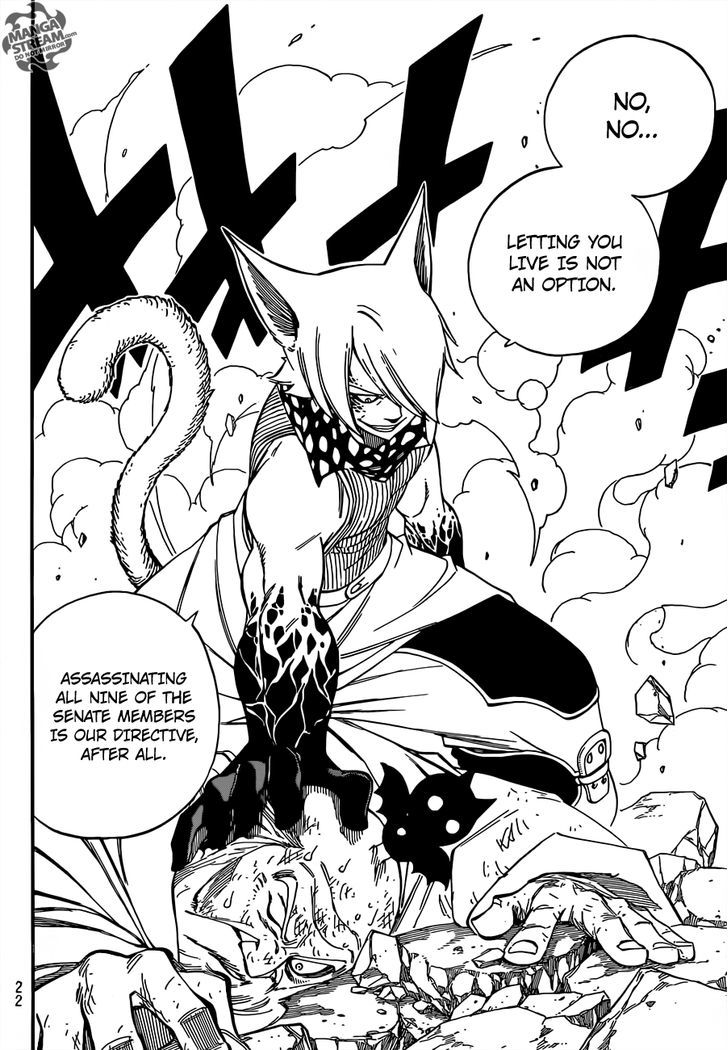 MANGA
STREAM.com
DO NOT MIRROR
NO,
NO...
LETTING YOU
LIVE IS NOT
AN OPTION.
ASSASSINATING
ALL NINE OF THE
SENATE MEMBERS
IS OUR DIRECTIVE,
AFTER ALL.
22